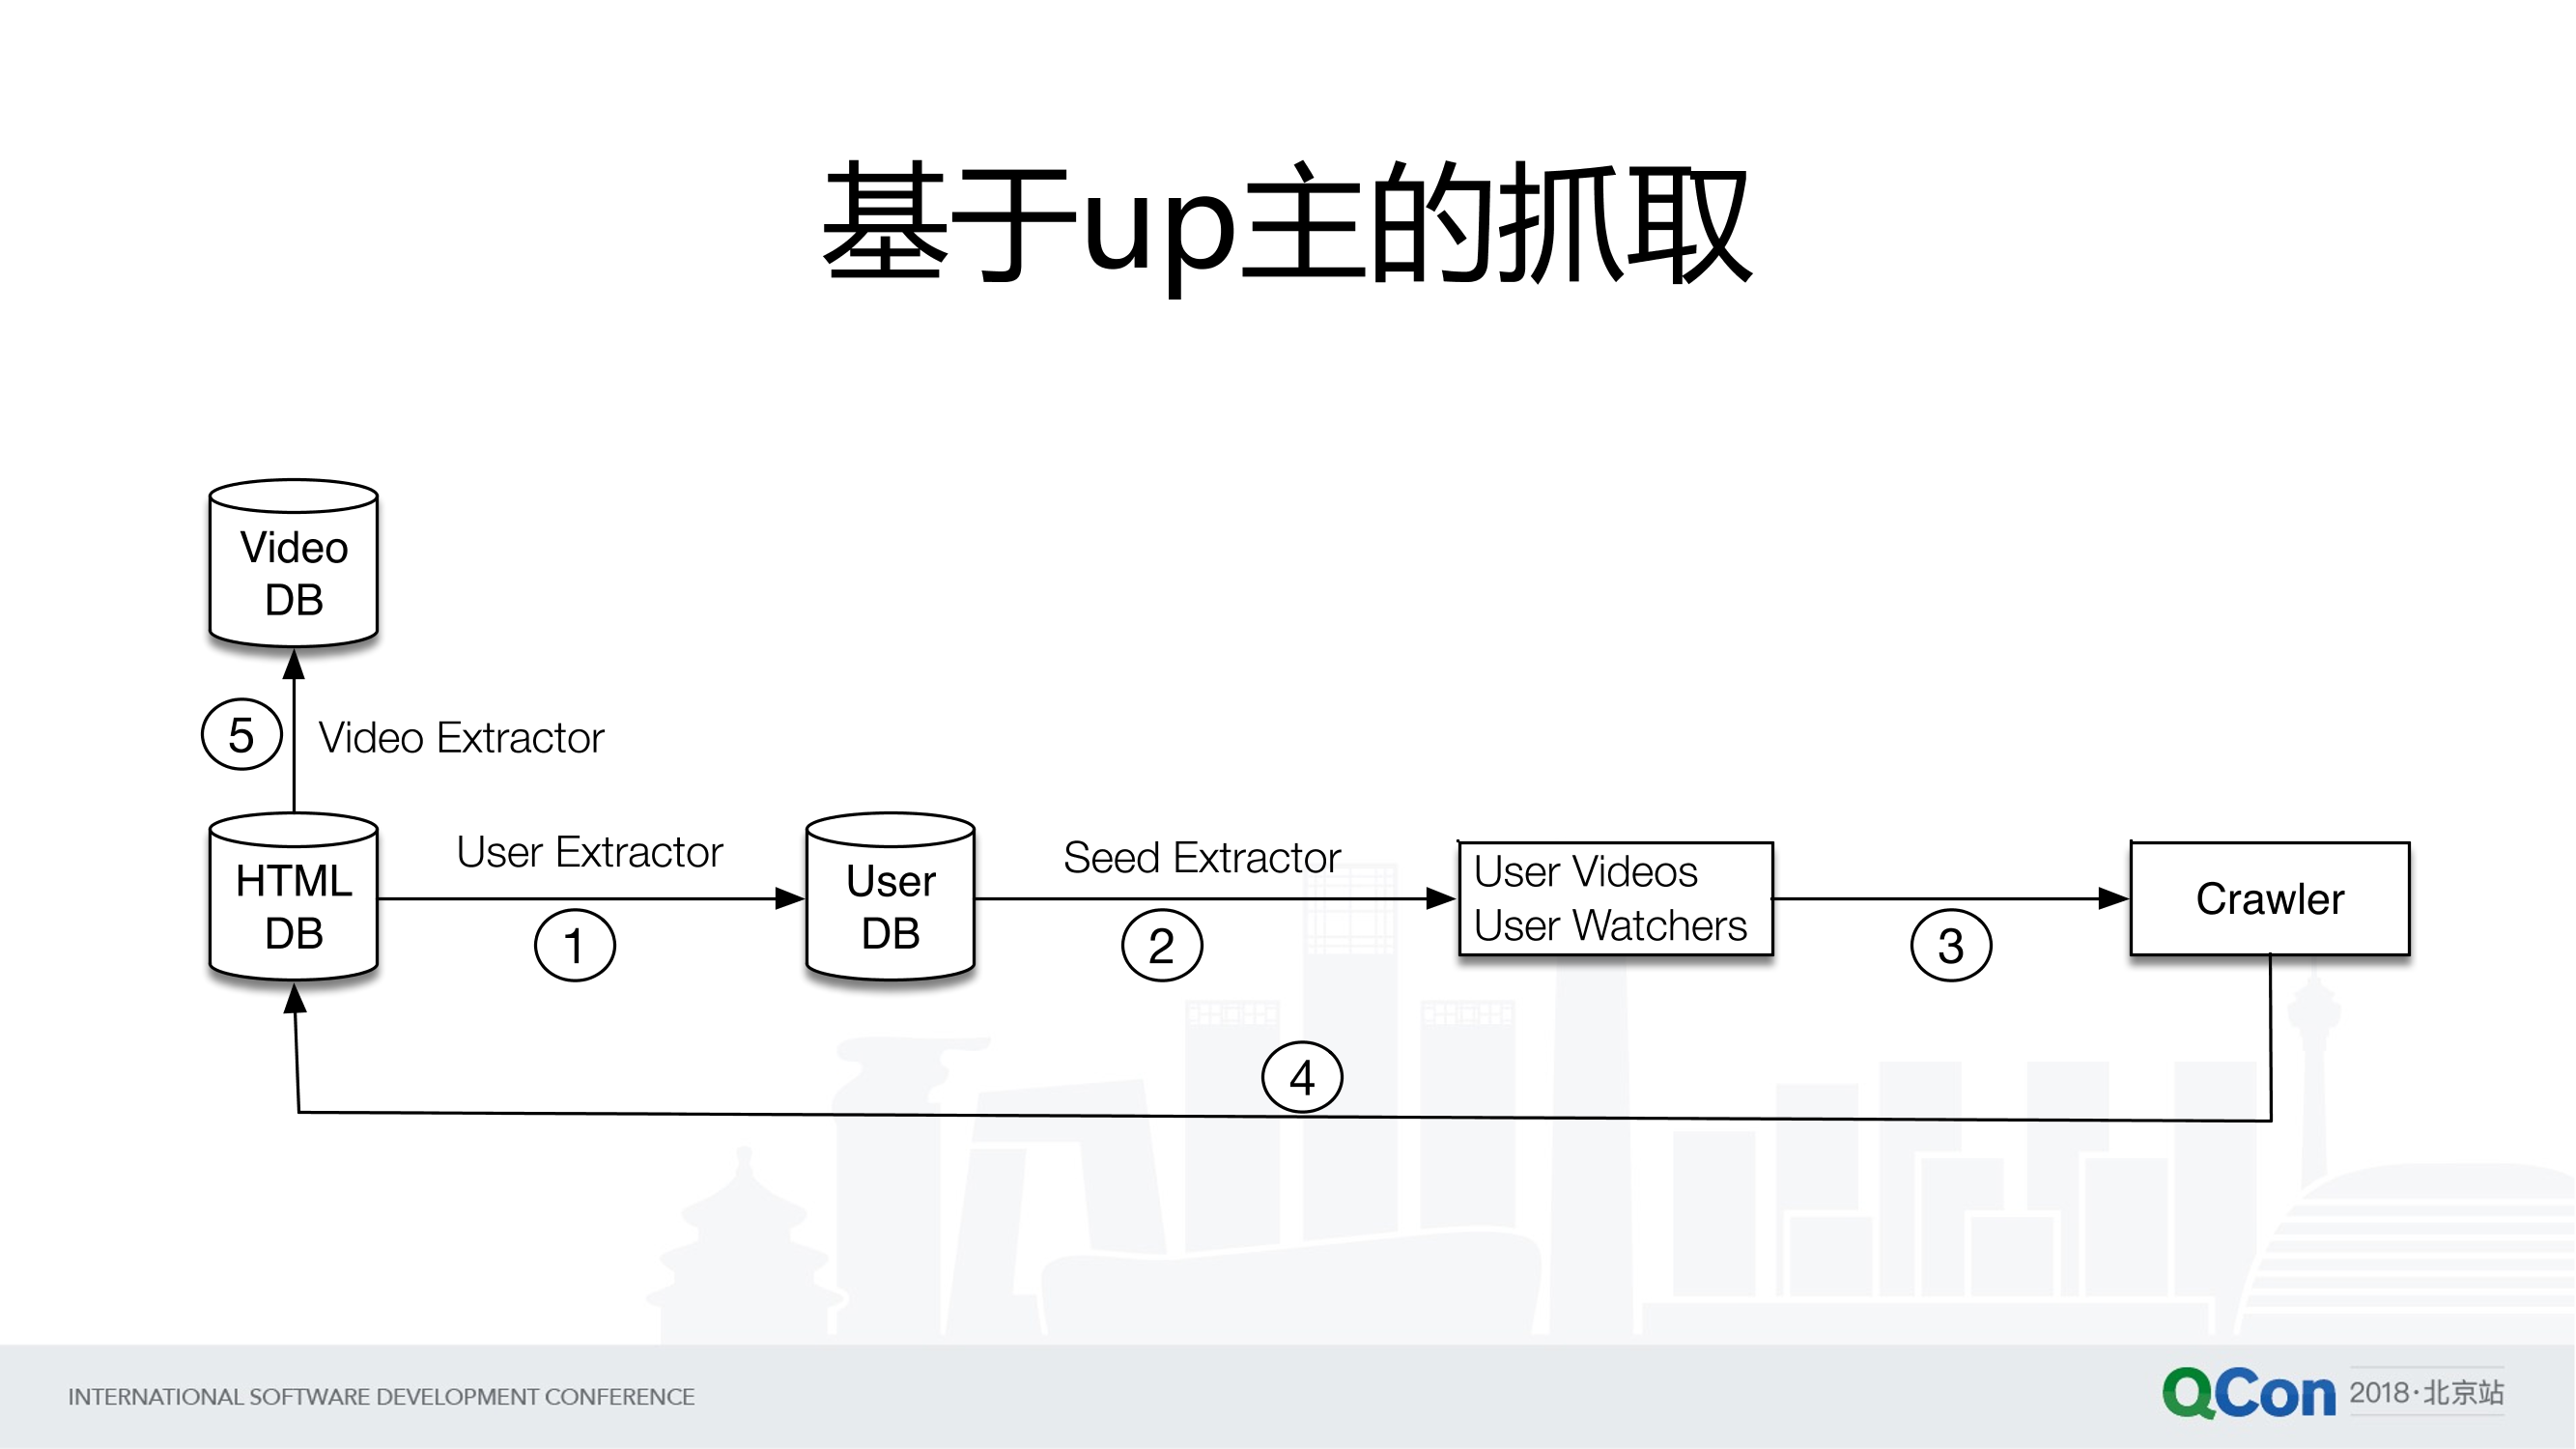 基于up主的抓取
Video
DB
⑤
Video Extractor
HTML
DB
User Extractor
①
User
DB
Seed Extractor
②
User Videos
User Watchers
③
Crawler
④
INTERNATIONAL SOFTWARE DEVELOPMENT CONFERENCE
QCon 2018·北京站